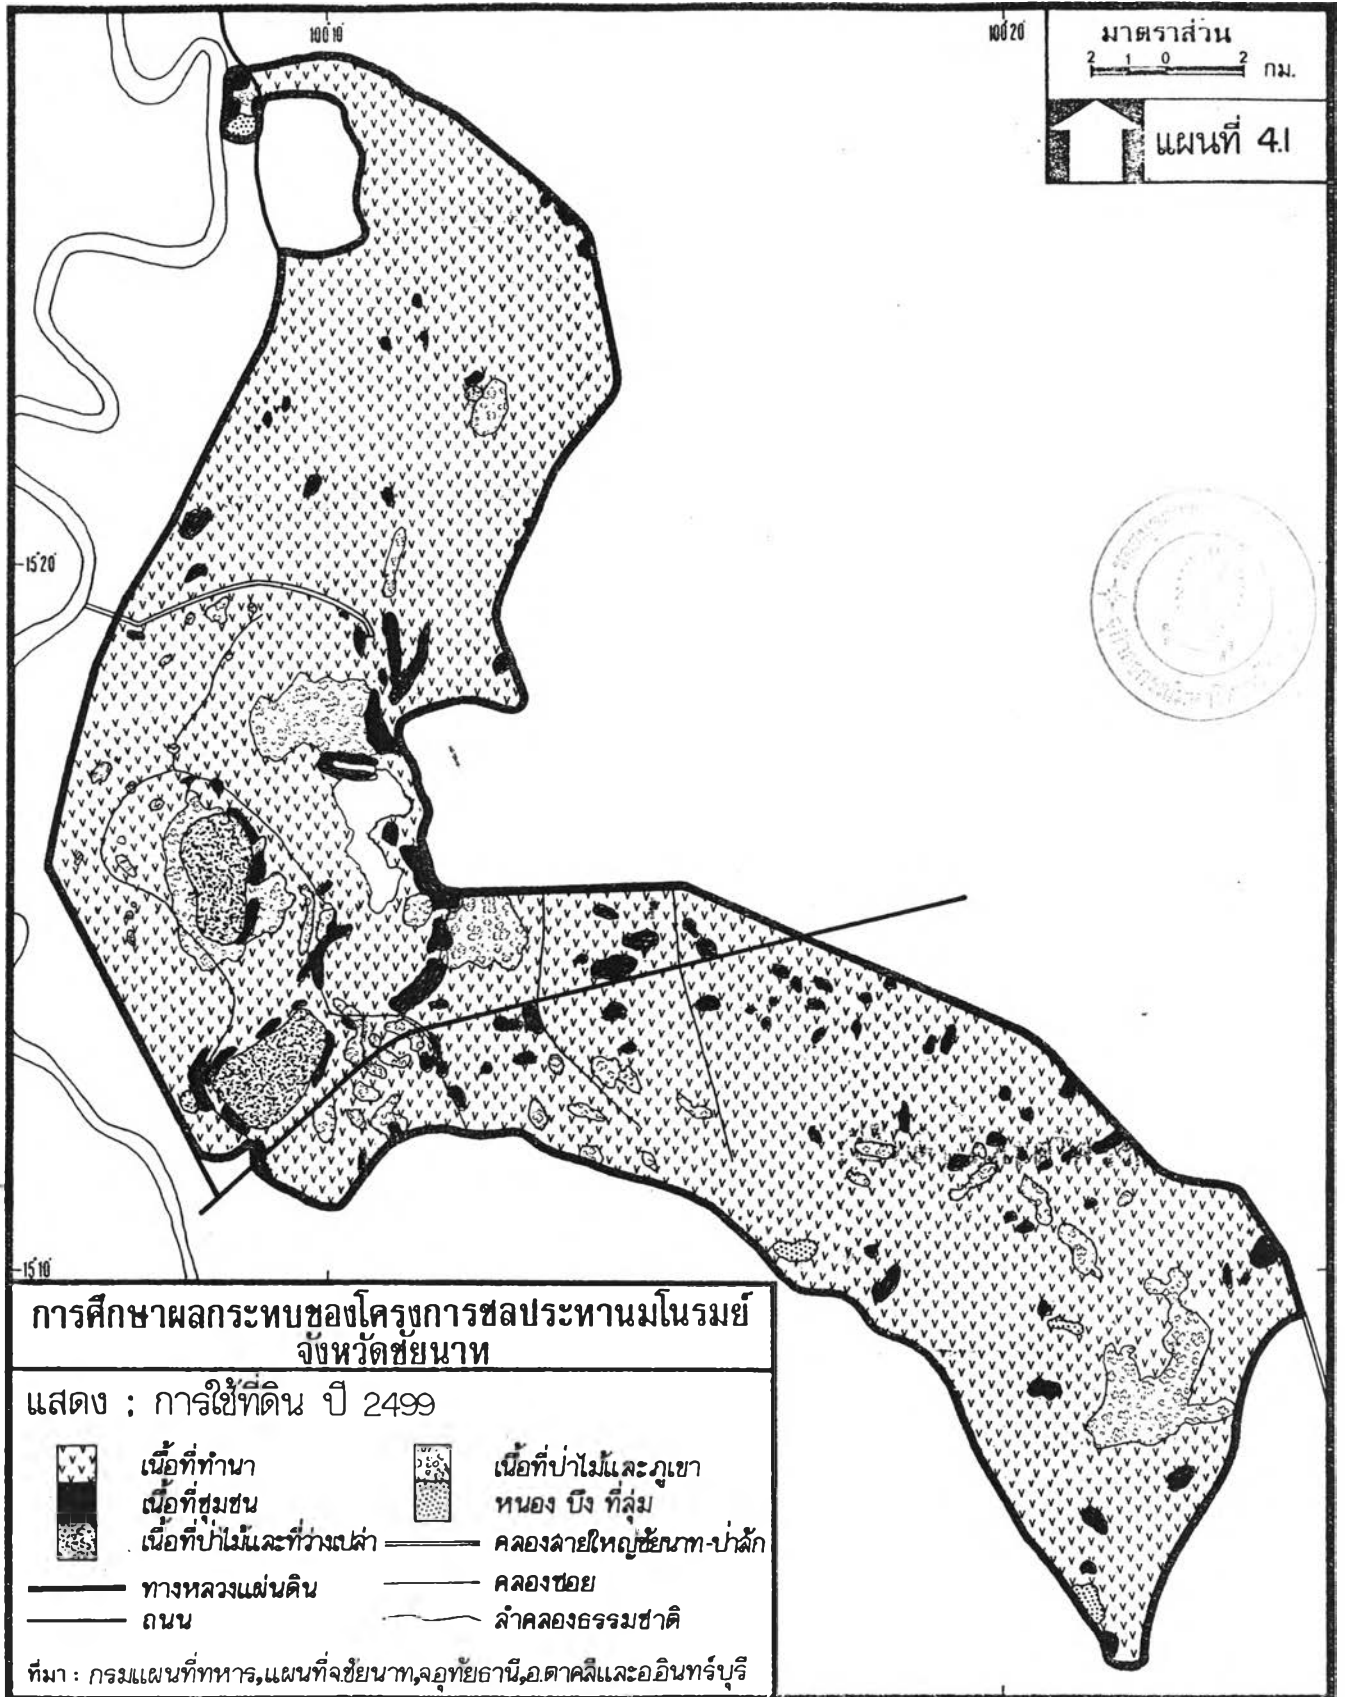 100°10′
100°20′
มาตราส่วน
2 1 0 2 กม.
แผนที่ 4.1
15°20′
15°10′
การศึกษาผลกระทบของโครงการชลประทานมโนรมย์
จังหวัดชัยนาท
แสดง : การใช้ที่ดิน ปี 2499
เนื้อที่ทำนา
เนื้อที่ชุมชน
เนื้อที่ป่าไม้และที่ว่างเปล่า
ทางหลวงแผ่นดิน
ถนน
เนื้อที่ป่าไม้และภูเขา
หนอง บึง ที่ลุ่ม
คลองสายใหญ่ชัยนาท-ป่าสัก
คลองซอย
ลำคลองธรรมชาติ
ที่มา : กรมแผนที่ทหาร,แผนที่จ.ชัยนาท,จ.อุทัยธานี,อ.ตาคลีและอ.อินทร์บุรี